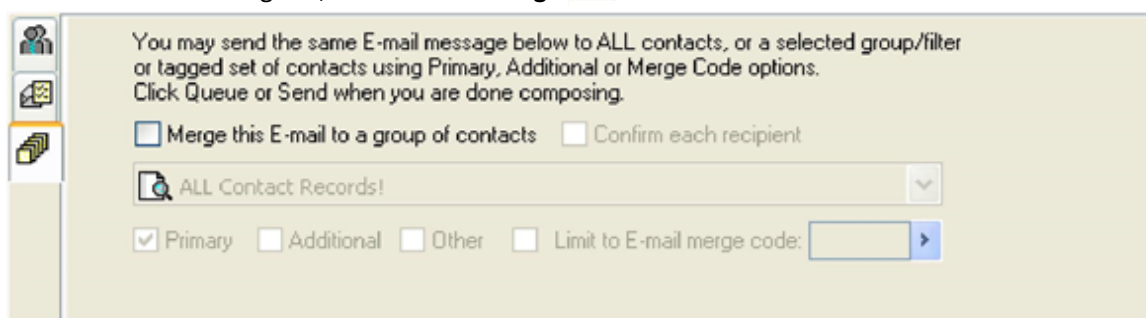 You may send the same E-mail message below to ALL contacts, or a selected group/filter
or tagged set of contacts using Primary, Additional or Merge Code options.
Click Queue or Send when you are done composing.
Merge this E-mail to a group of contacts Confirm each recipient
ALL Contact Records!
Primary Additional Other Limit to E-mail merge code: